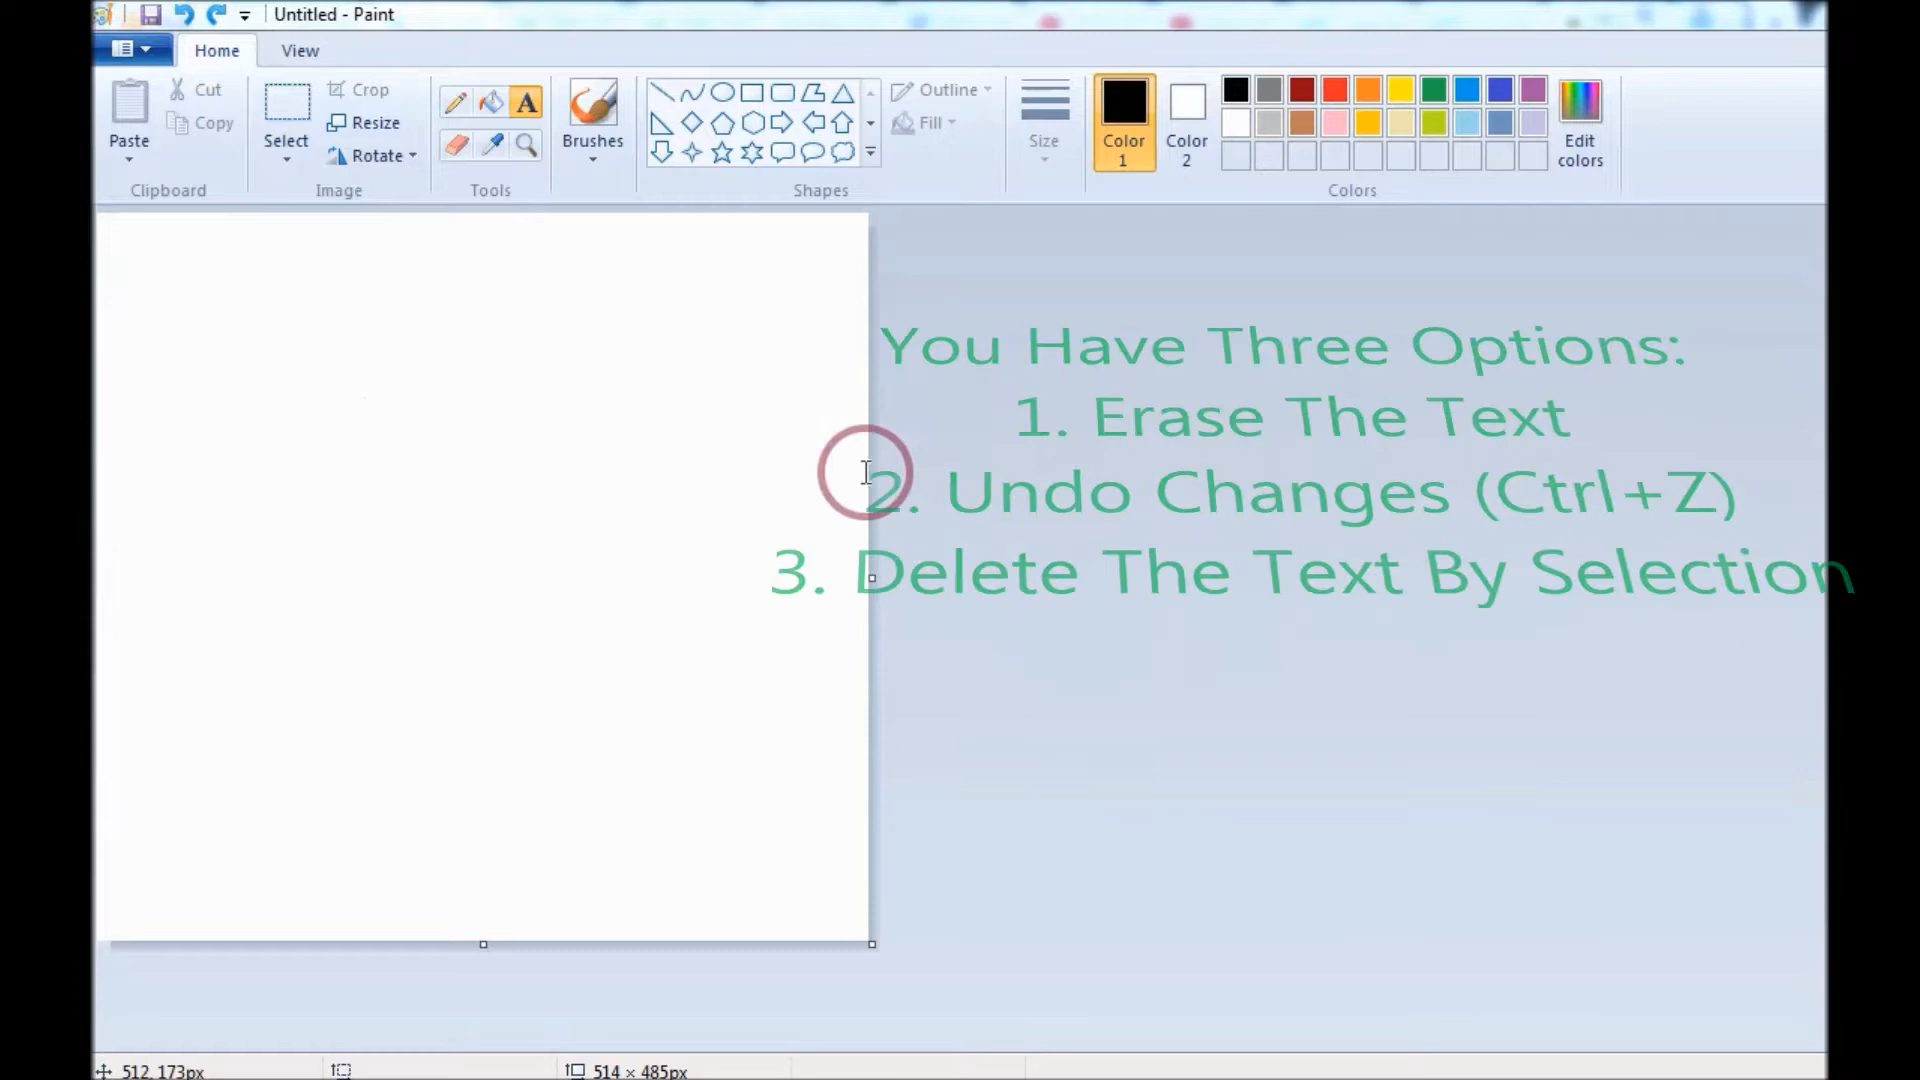 Untitled - Paint
Home
View
Paste
Cut
Copy
Clipboard
Select
Crop
Resize
Rotate
Image
A
Tools
Brushes
Shapes
Outline
Fill
Size
Color
1
Color
2
Edit
colors
Colors
You Have Three Options:
1. Erase The Text
2. Undo Changes (Ctrl+Z)
3. Delete The Text By Selection
512, 173px
514 × 485px